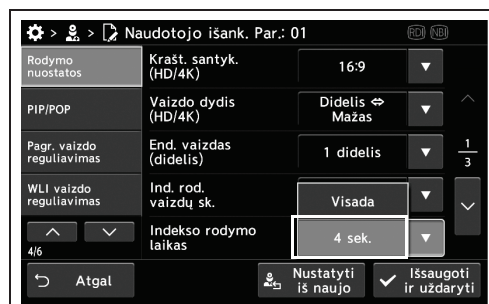 > > Naudotojo išank. Par.: 01 RDI NBI
Rodymo
nuostatos
Krašt. santyk.
(HD/4K)
16:9
PIP/POP
Vaizdo dydis
(HD/4K)
Didelis ⇔
Mažas
Pagr. vaizdo
reguliavimas
End. vaizdas
(didelis)
1 didelis
1
3
WLI vaizdo
reguliavimas
Ind. rod.
vaizdų sk.
Visada
4/6
Indekso rodymo
laikas
4 sek.
Atgal
Nustatyti
iš naujo
Išsaugoti
ir uždaryti